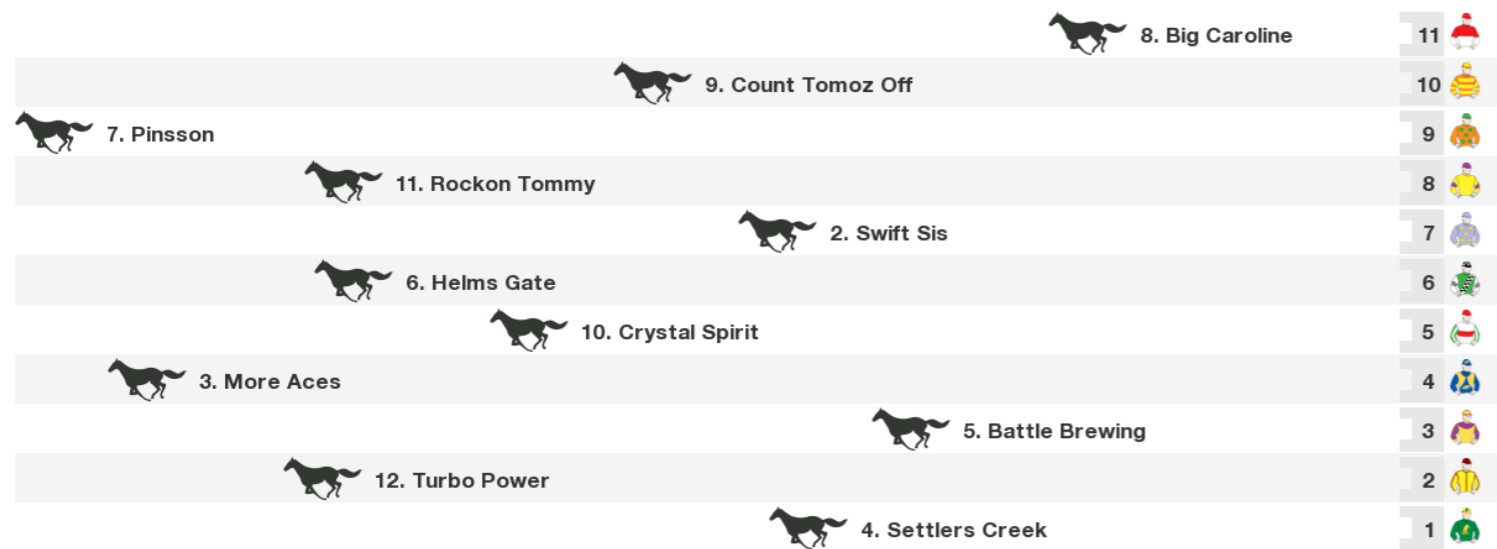 8. Big Caroline 11
9. Count Tomoz Off 10
7. Pinsson 9
11. Rockon Tommy 8
2. Swift Sis 7
6. Helms Gate 6
10. Crystal Spirit 5
3. More Aces 4
5. Battle Brewing 3
12. Turbo Power 2
4. Settlers Creek 1